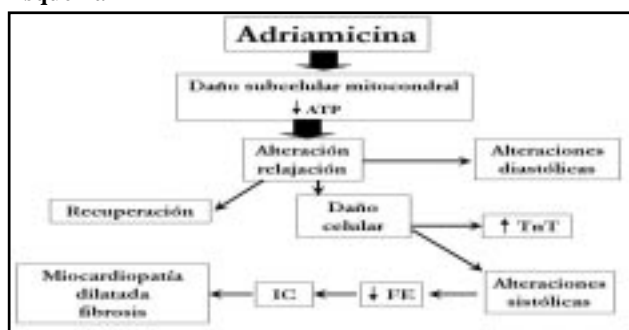 Adriamicina
Daño subcelular mitocondral
↓ ATP
Alteración
relajación
Alteraciones
diastólicas
Recuperación
Daño
celular
↑ TnT
Miocardiopatía
dilatada
fibrosis
IC
↓ FE
Alteraciones
sistólicas